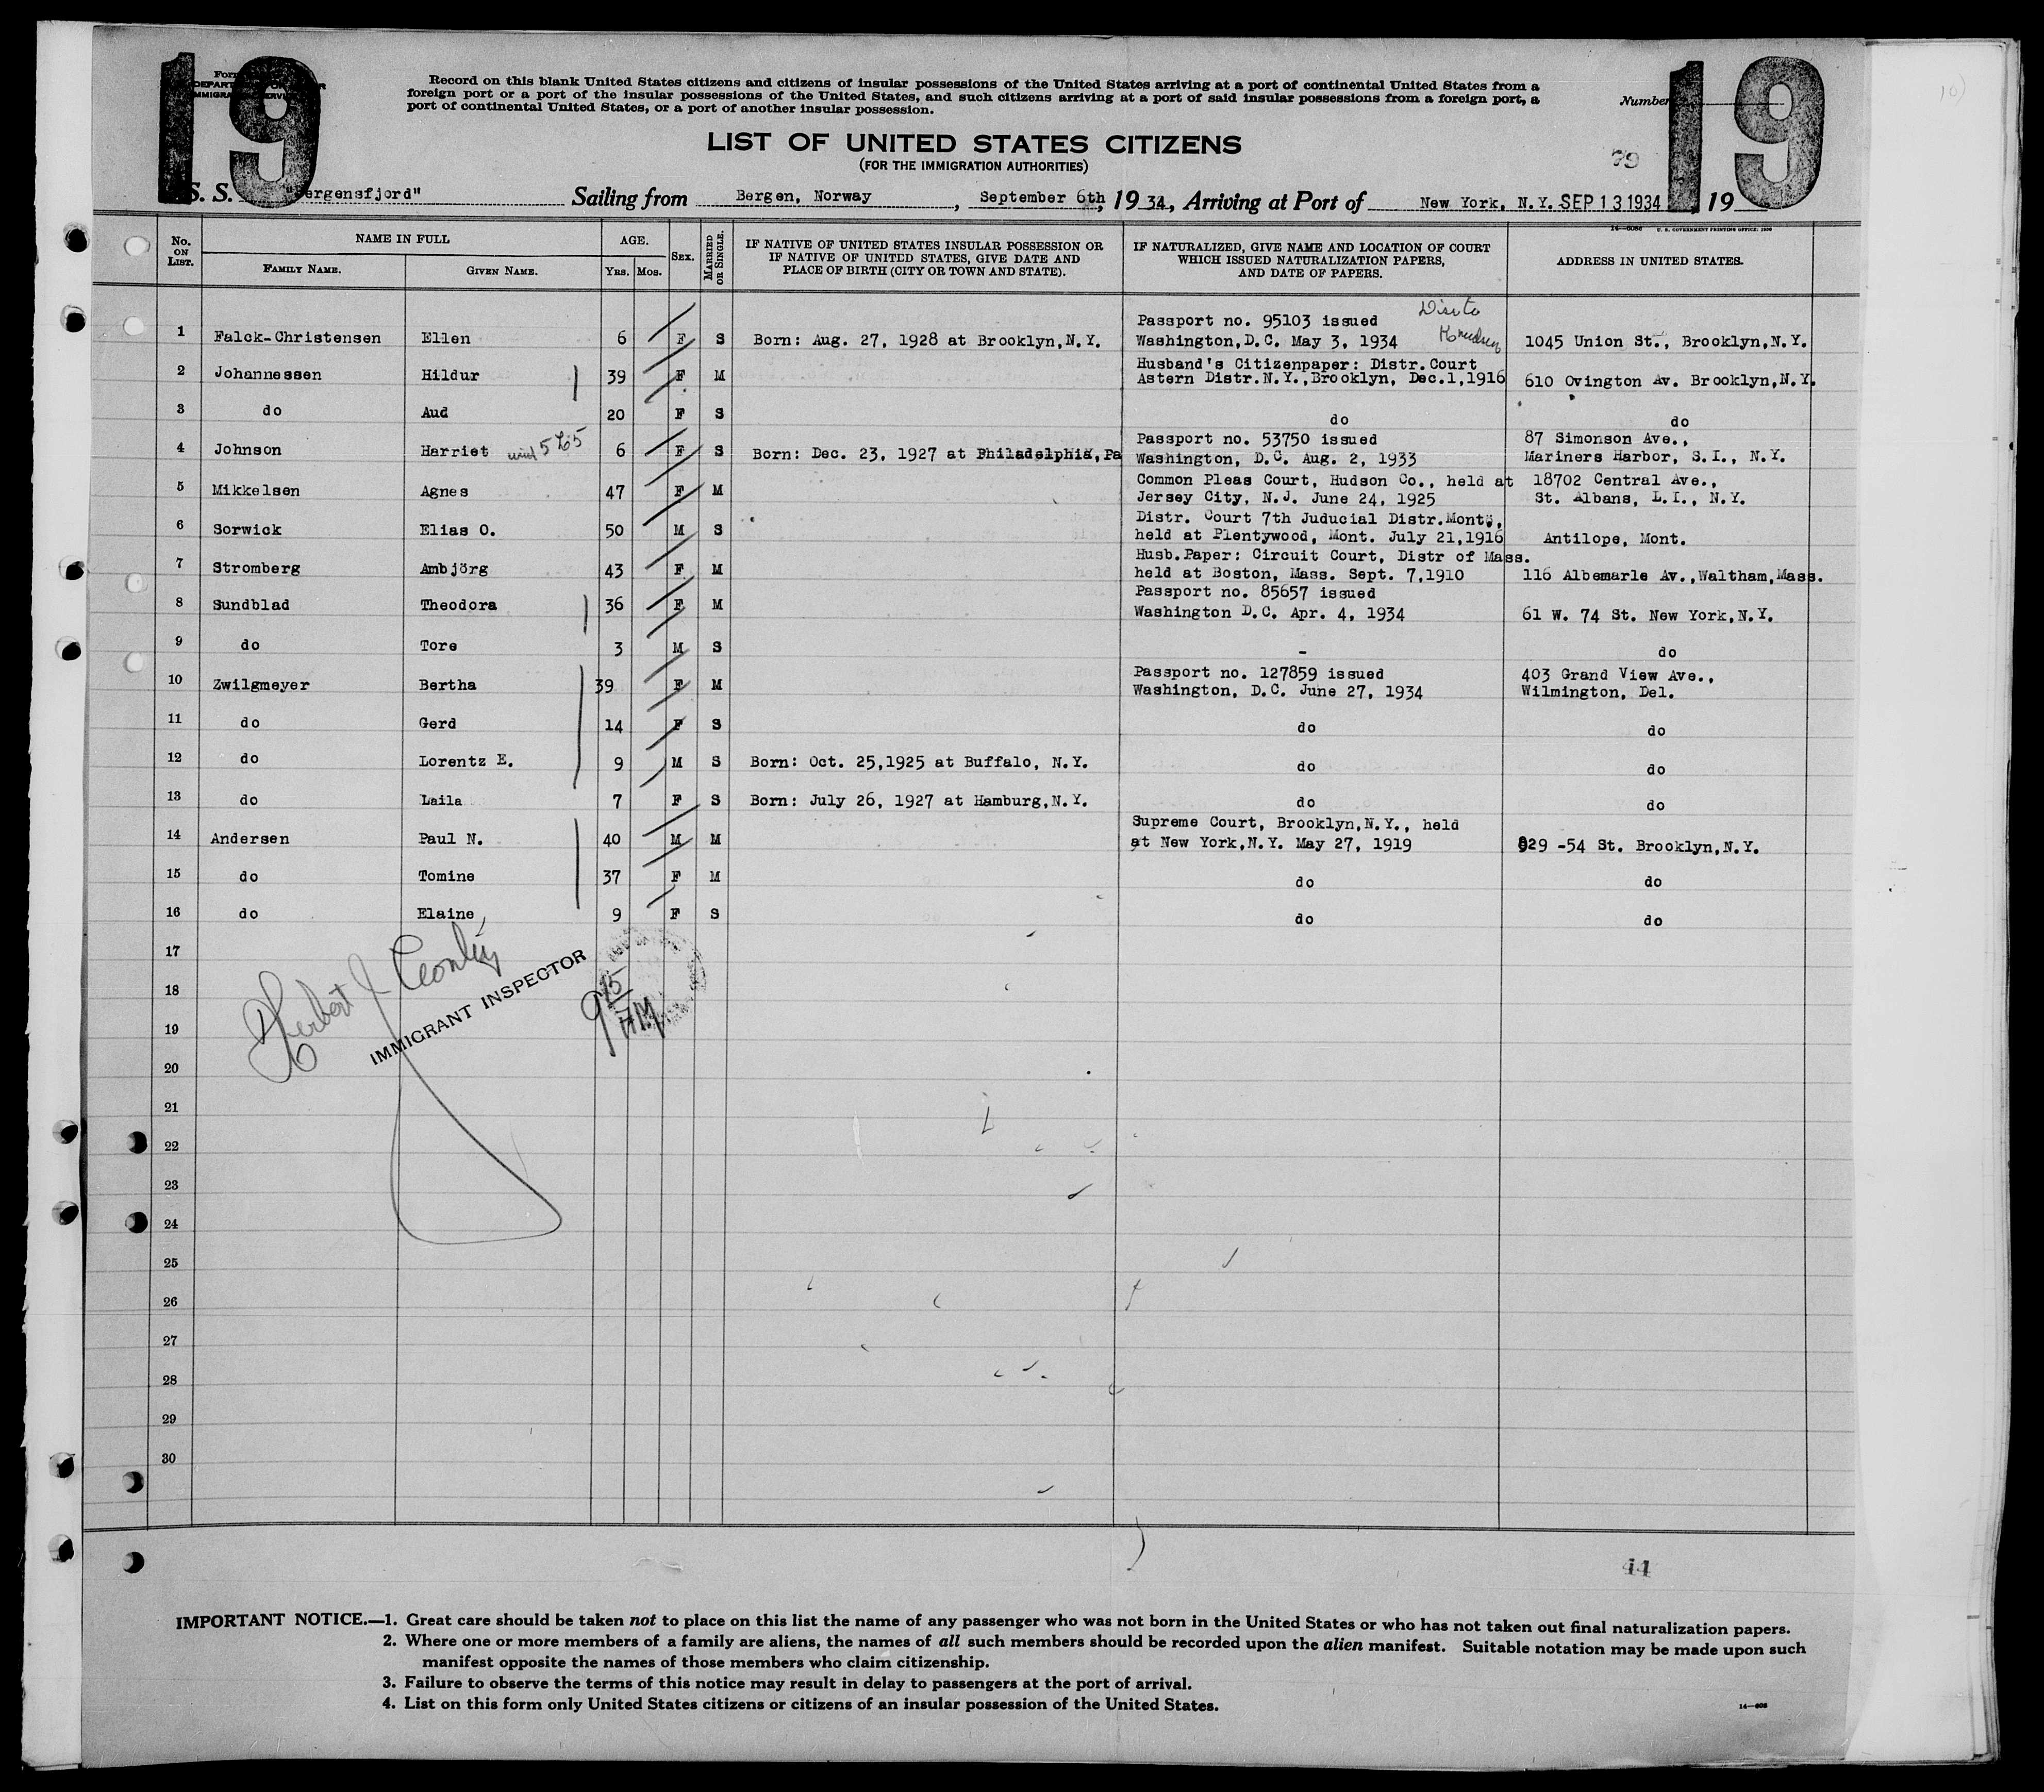 19
19
Record on this blank United States citizens and citizens of insular possessions of the United States arriving at a port of continental United States from a
foreign port or a port of the insular possessions of the United States, and such citizens arriving at a port of said insular possessions from a foreign port, a
port of continental United States, or a port of another insular possession.
Number
LIST OF UNITED STATES CITIZENS
(FOR THE IMMIGRATION AUTHORITIES)
79
S. S. "Bergensfjord" Sailing from Bergen, Norway, September 6th, 1934, Arriving at Port of New York, N.Y. SEP 13 1934, 19
14-6086 U. S. GOVERNMENT PRINTING OFFICE: 1930
No. ON LIST. NAME IN FULL AGE. SEX. MARRIED OR SINGLE. IF NATIVE OF UNITED STATES INSULAR POSSESSION OR IF NATIVE OF UNITED STATES, GIVE DATE AND PLACE OF BIRTH (CITY OR TOWN AND STATE). IF NATURALIZED, GIVE NAME AND LOCATION OF COURT WHICH ISSUED NATURALIZATION PAPERS, AND DATE OF PAPERS. ADDRESS IN UNITED STATES.
FAMILY NAME. GIVEN NAME. YRS. MOS.
Passport no. 95103 issued
1 Falck-Christensen Ellen 6 F S Born: Aug. 27, 1928 at Brooklyn,N.Y. Washington,D.C. May 3, 1934 1045 Union St., Brooklyn,N.Y.
Husband's Citizenpaper: Distr.Court
2 Johannessen Hildur 39 F M Astern Distr.N.Y.,Brooklyn, Dec.1,1916 610 Ovington Av. Brooklyn,N.Y.
3 do Aud 20 F S do do
Passport no. 53750 issued 87 Simonson Ave.,
4 Johnson Harriet 565 6 F S Born: Dec. 23, 1927 at Philadelphia,Pa Washington, D.C. Aug. 2, 1933 Mariners Harbor, S.I., N.Y.
Common Pleas Court, Hudson Co., held at 18702 Central Ave.,
5 Mikkelsen Agnes 47 F M Jersey City, N.J. June 24, 1925 St. Albans, L.I., N.Y.
Distr. Court 7th Juducial Distr.Mont.,
6 Sorwick Elias O. 50 M S held at Plentywood, Mont. July 21,1916 Antilope, Mont.
Husb.Paper: Circuit Court, Distr of Mass.
7 Stromberg Ambjörg 43 F M held at Boston, Mass. Sept. 7,1910 116 Albemarle Av.,Waltham,Mass.
Passport no. 85657 issued
8 Sundblad Theodora 36 F M Washington D.C. Apr. 4, 1934 61 W. 74 St. New York,N.Y.
9 do Tore 3 M S - do
Passport no. 127859 issued 403 Grand View Ave.,
10 Zwilgmeyer Bertha 39 F M Washington, D.C. June 27, 1934 Wilmington, Del.
11 do Gerd 14 F S do do
12 do Lorentz E. 9 M S Born: Oct. 25,1925 at Buffalo, N.Y. do do
13 do Laila 7 F S Born: July 26, 1927 at Hamburg,N.Y. do do
Supreme Court, Brooklyn,N.Y., held
14 Andersen Paul N. 40 M M at New York,N.Y. May 27, 1919 829 -54 St. Brooklyn,N.Y.
15 do Tomine 37 F M do do
16 do Elaine 9 F S do do
17
18
19
20
21
22
23
24
25
26
27
28
29
30
Herbert J
IMMIGRANT INSPECTOR
9 15 AM
44
IMPORTANT NOTICE.—1. Great care should be taken not to place on this list the name of any passenger who was not born in the United States or who has not taken out final naturalization papers.
2. Where one or more members of a family are aliens, the names of all such members should be recorded upon the alien manifest. Suitable notation may be made upon such
manifest opposite the names of those members who claim citizenship.
3. Failure to observe the terms of this notice may result in delay to passengers at the port of arrival.
4. List on this form only United States citizens or citizens of an insular possession of the United States.